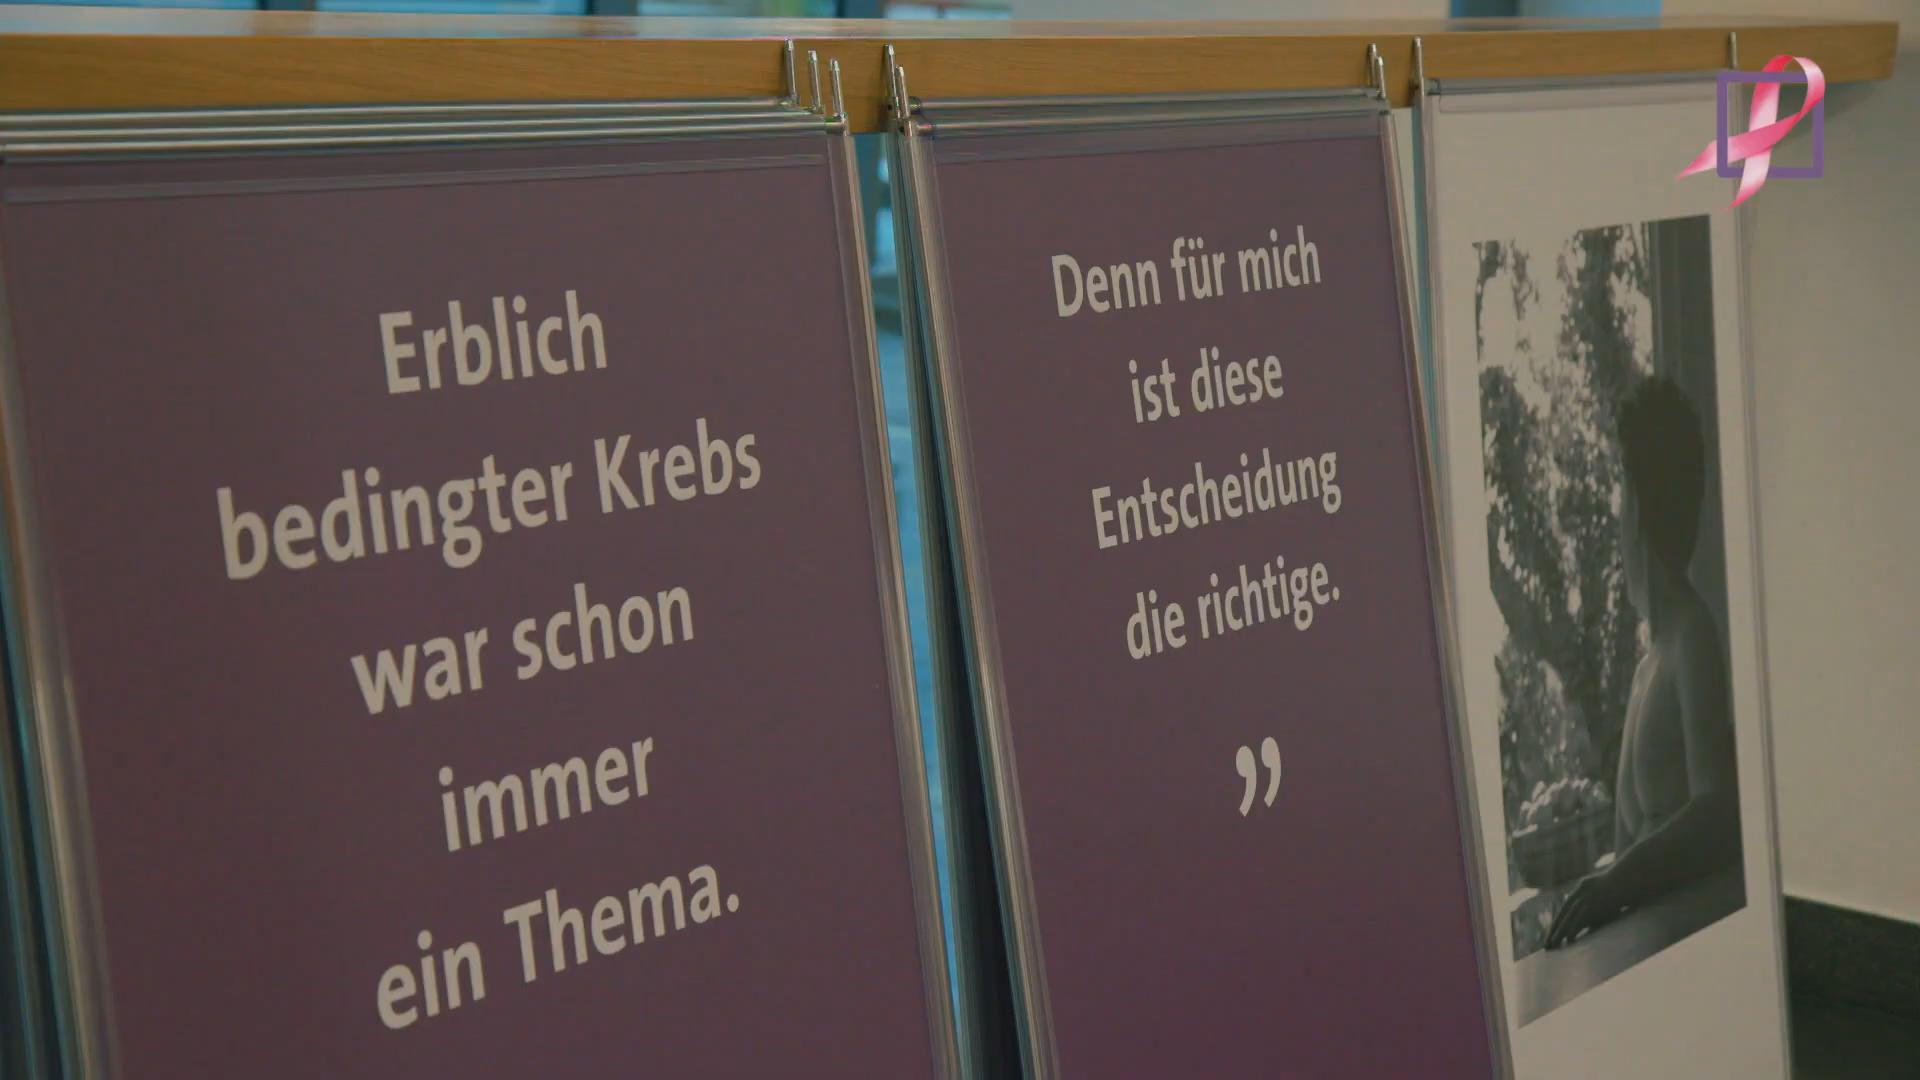 Erblich
bedingter Krebs
war schon
immer
ein Thema.
Denn für mich
ist diese
Entscheidung
die richtige.
”